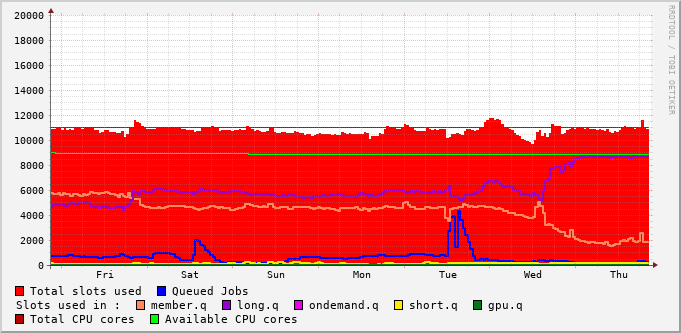 20000
18000
16000
14000
12000
10000
8000
6000
4000
2000
0
Fri Sat Sun Mon Tue Wed Thu
Total slots used Queued Jobs
Slots used in : member.q long.q ondemand.q short.q gpu.q
Total CPU cores Available CPU cores
RRDTOOL / TOBI OETIKER